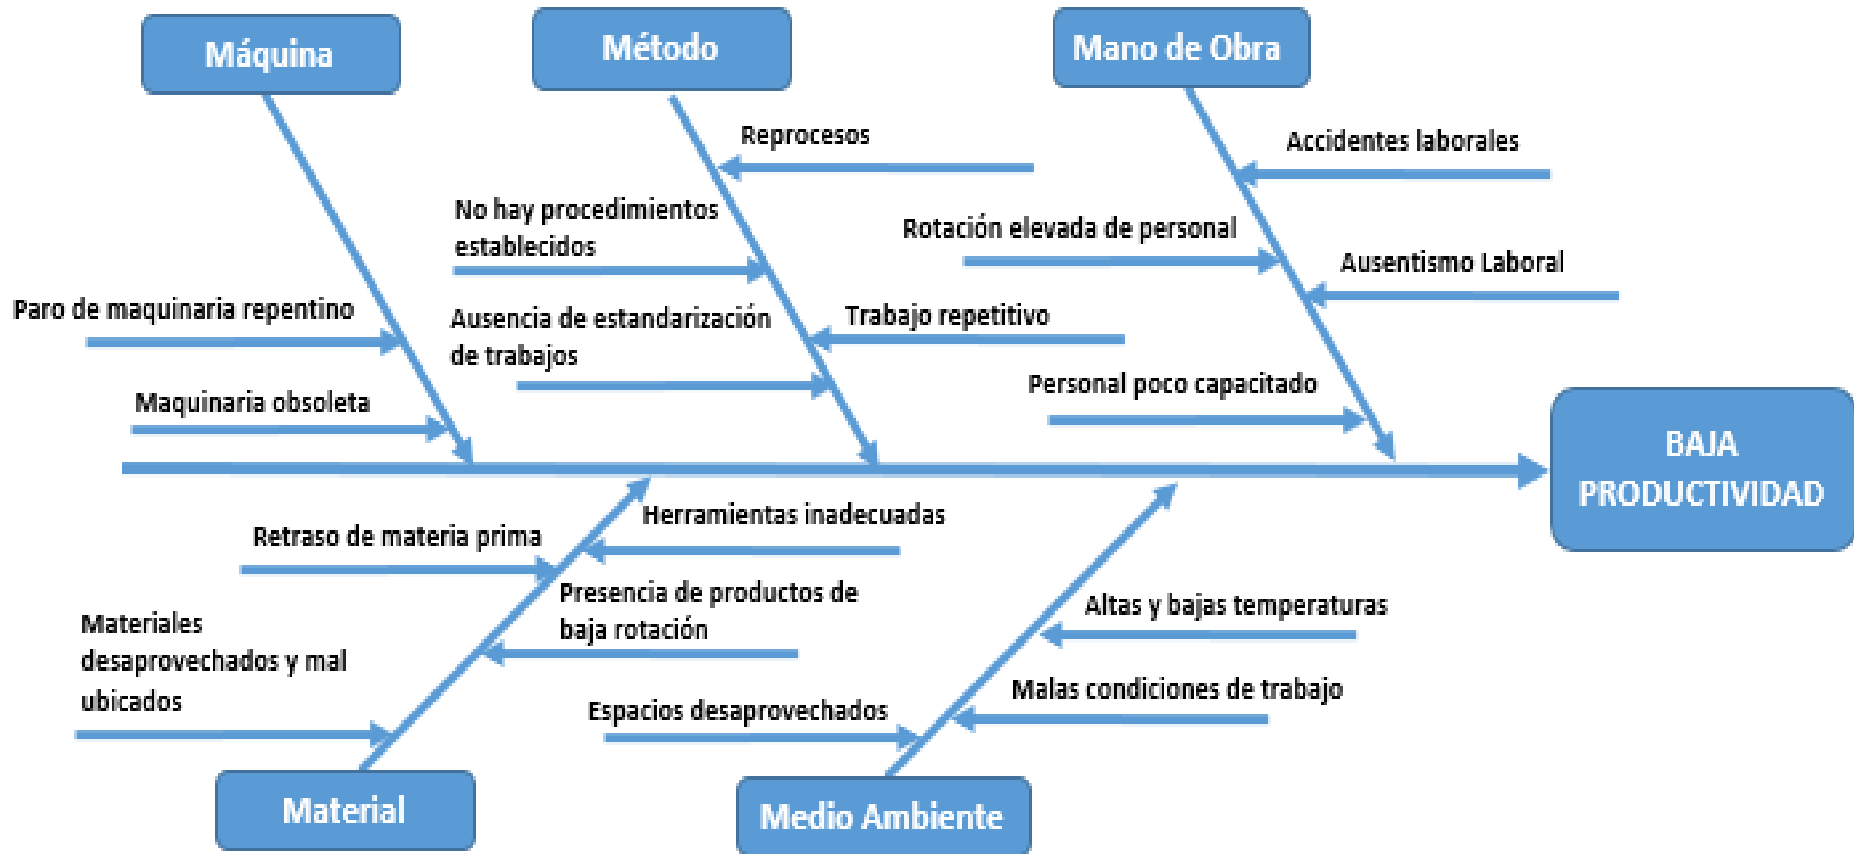 Máquina
Método
Mano de Obra
Reprocesos
Accidentes laborales
No hay procedimientos
establecidos
Rotación elevada de personal
Ausentismo Laboral
Paro de maquinaria repentino
Ausencia de estandarización
de trabajos
Trabajo repetitivo
Maquinaria obsoleta
Personal poco capacitado
BAJA
PRODUCTIVIDAD
Retraso de materia prima
Herramientas inadecuadas
Presencia de productos de
baja rotación
Materiales
desaprovechados y mal
ubicados
Altas y bajas temperaturas
Malas condiciones de trabajo
Espacios desaprovechados
Material
Medio Ambiente